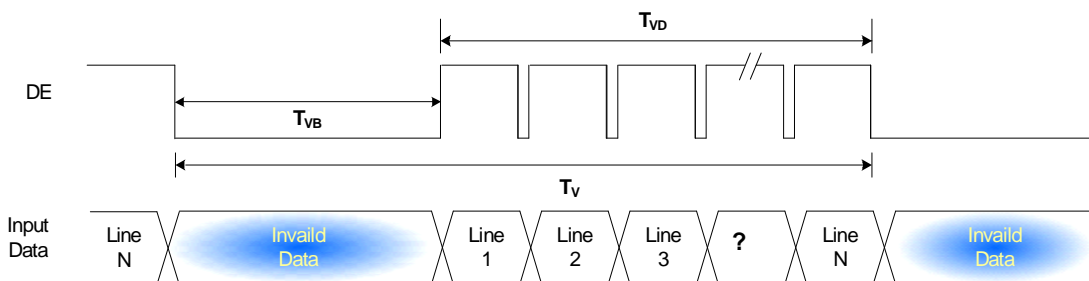 TVD
DE
TVB
TV
Input
Data
Line
N
Invaild
Data
Line
1
Line
2
Line
3
?
Line
N
Invaild
Data